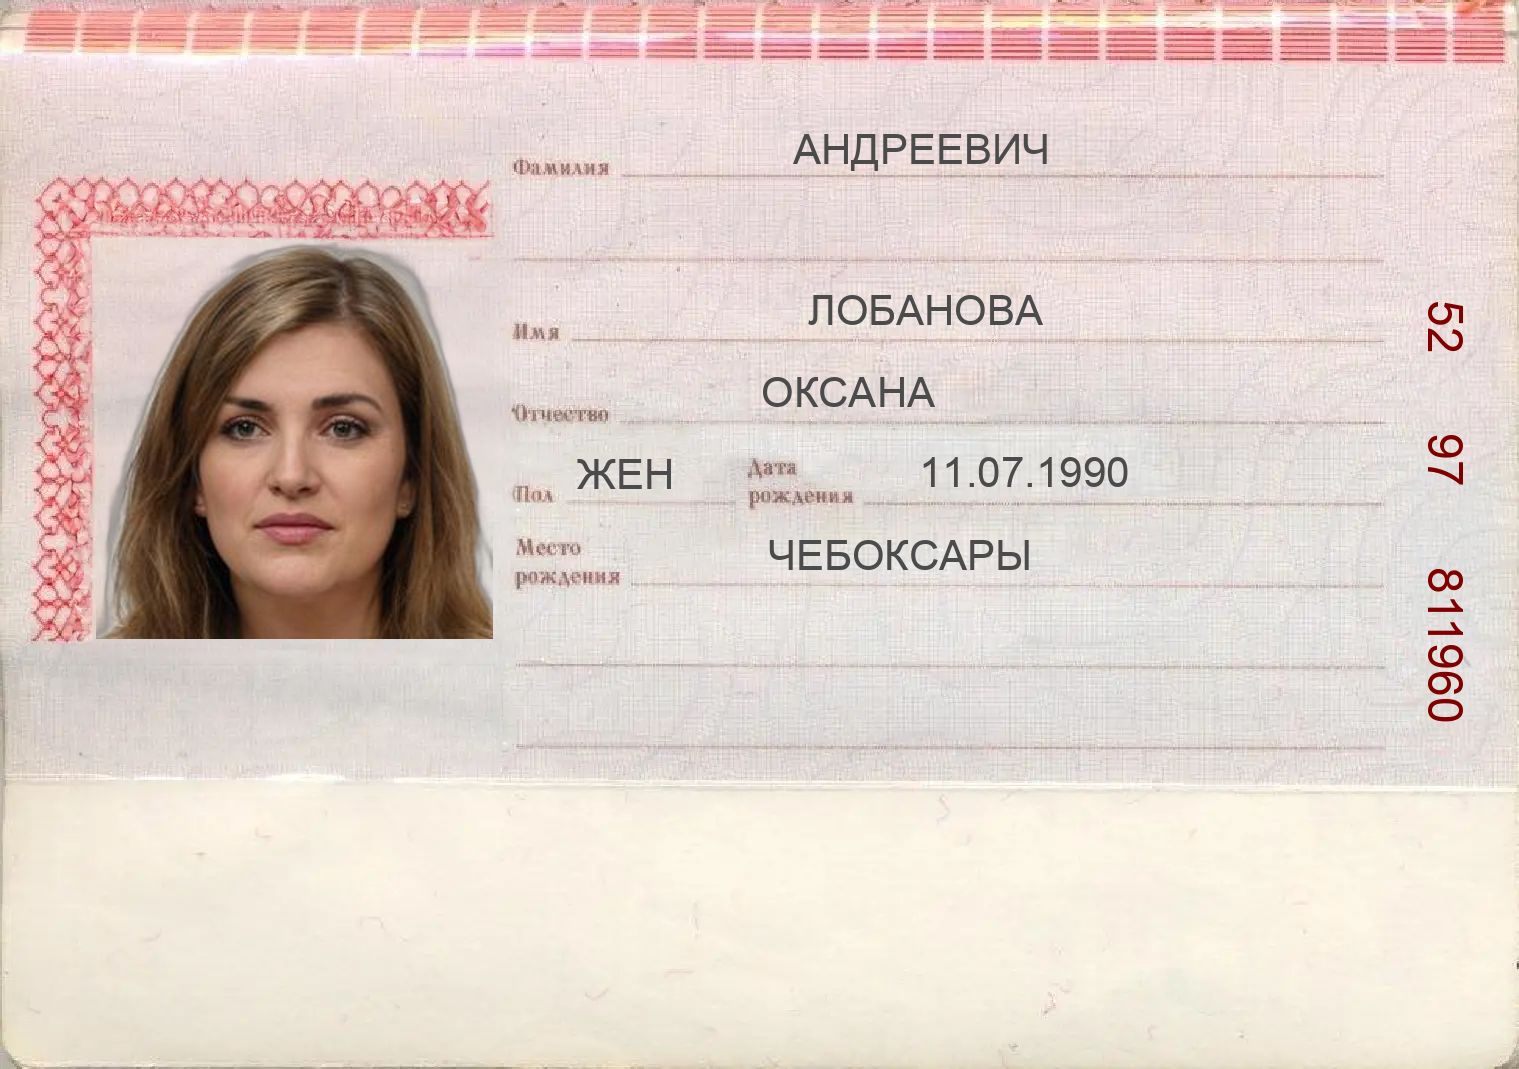 Фамилия АНДРЕЕВИЧ
Имя ЛОБАНОВА
Отчество ОКСАНА
Пол ЖЕН Дата рождения 11.07.1990
Место рождения ЧЕБОКСАРЫ
52 97 811960